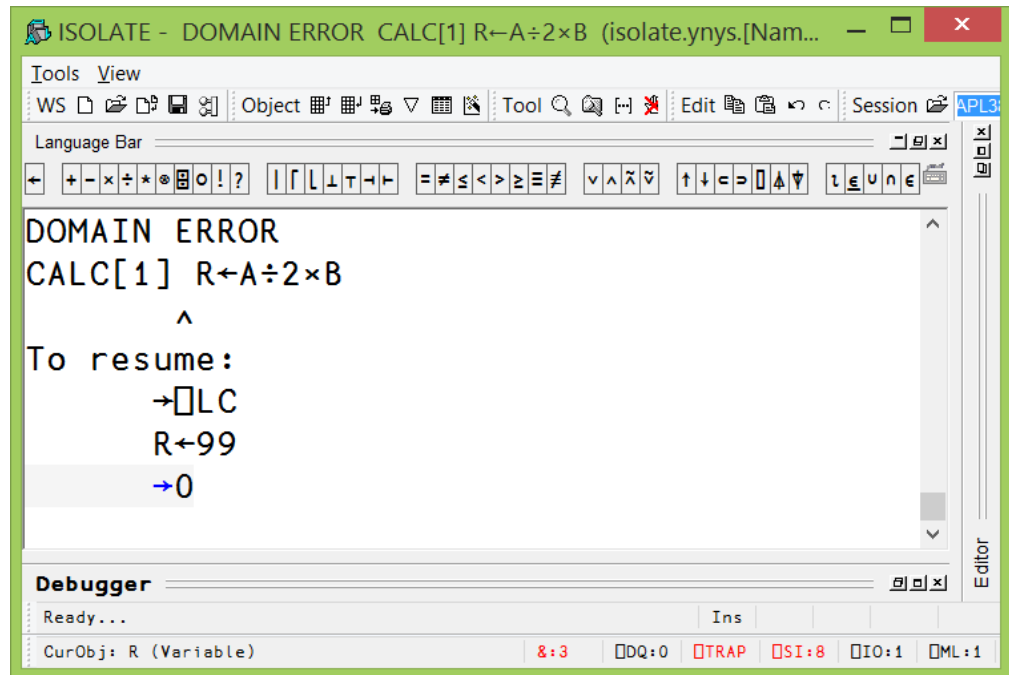 ISOLATE - DOMAIN ERROR CALC[1] R←A÷2×B (isolate.ynys.[Nam...
Tools View
WS Object Tool Edit Session APL3
Language Bar
← + - × ÷ * ⍟ ⌹ ○ ! ? | ⌈ ⌊ ⊥ ⊤ ⊣ ⊢ = ≠ ≤ < > ≥ ≡ ≢ ∨ ∧ ⍲ ⍱ ↑ ↓ ⊂ ⊃ ⌷ ⍋ ⍒ ⍳ ⍷ ∪ ∩ ∊
DOMAIN ERROR
CALC[1] R←A÷2×B
^
To resume:
→⎕LC
R←99
→0
Editor
Debugger
Ready... Ins
CurObj: R (Variable) &:3 ⎕DQ:0 ⎕TRAP ⎕SI:8 ⎕IO:1 ⎕ML:1